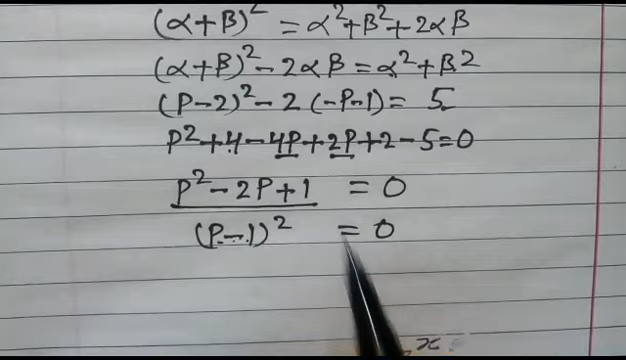 (α+β)² = α²+β²+2αβ
(α+β)²-2αβ=α²+β²
(P-2)²-2(-P-1)= 5
P²+4-4P+2P+2-5=0
P²-2P+1 = 0
(P-1)² = 0
x